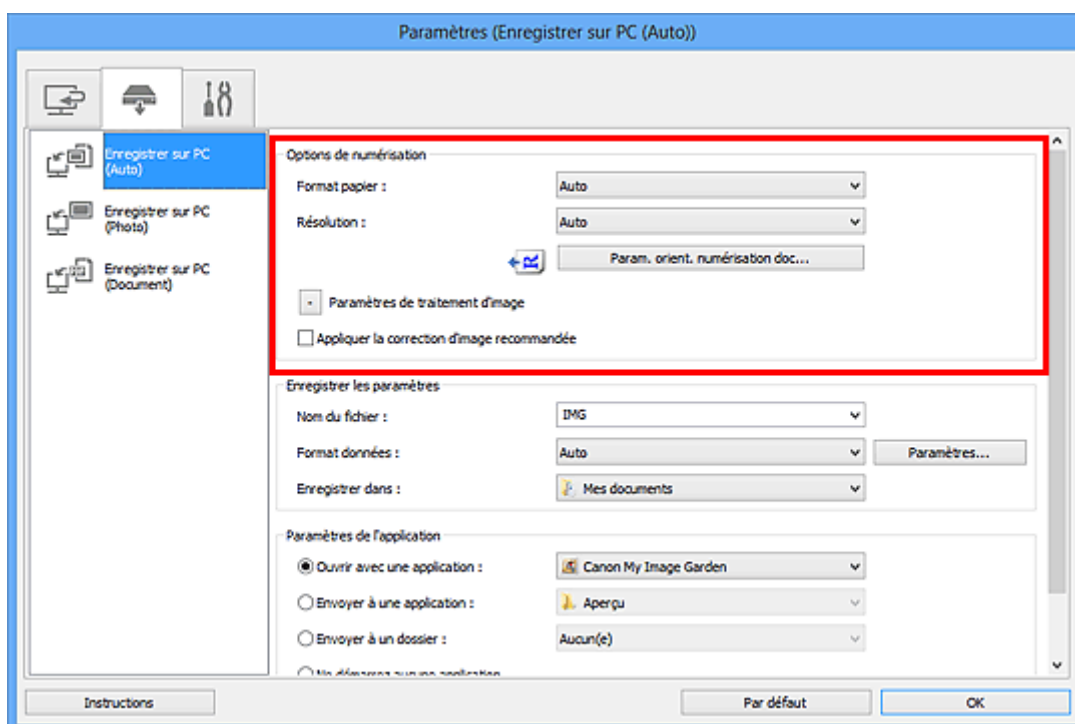 Paramètres (Enregistrer sur PC (Auto))
Enregistrer sur PC
(Auto)
Enregistrer sur PC
(Photo)
Enregistrer sur PC
(Document)
Options de numérisation
Format papier :
Auto
Résolution :
Auto
Param. orient. numérisation doc...
Paramètres de traitement d'image
Appliquer la correction d'image recommandée
Enregistrer les paramètres
Nom du fichier :
IMG
Format données :
Auto
Paramètres...
Enregistrer dans :
Mes documents
Paramètres de l'application
Ouvrir avec une application :
Canon My Image Garden
Envoyer à une application :
Aperçu
Envoyer à un dossier :
Aucun(e)
Ne démarrez aucune application
Instructions
Par défaut
OK